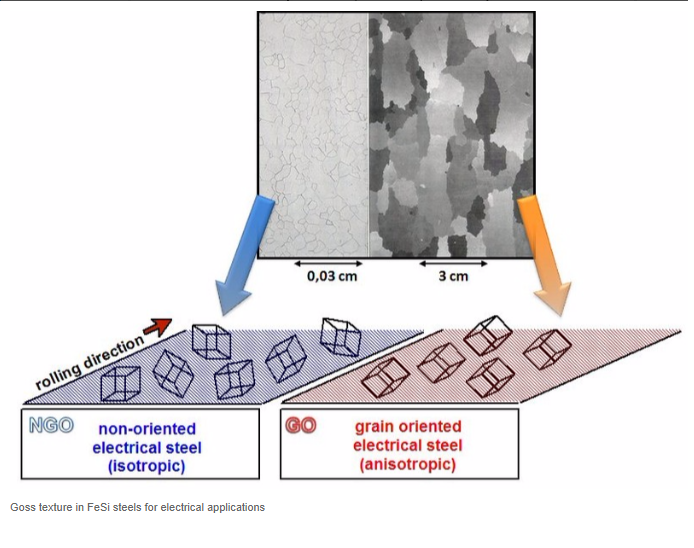 0,03 cm
3 cm
rolling direction
NGO
non-oriented
electrical steel
(isotropic)
GO
grain oriented
electrical steel
(anisotropic)
Goss texture in FeSi steels for electrical applications